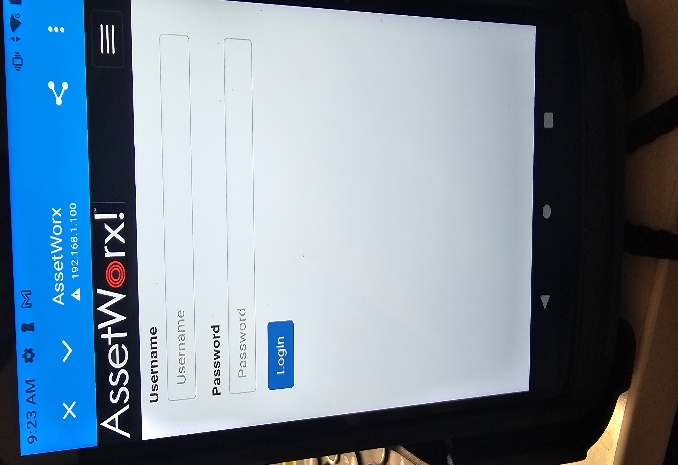 9:23 AM
AssetWorx
192.168.1.100
AssetWorx!
Username
Username
Password
Password
Login